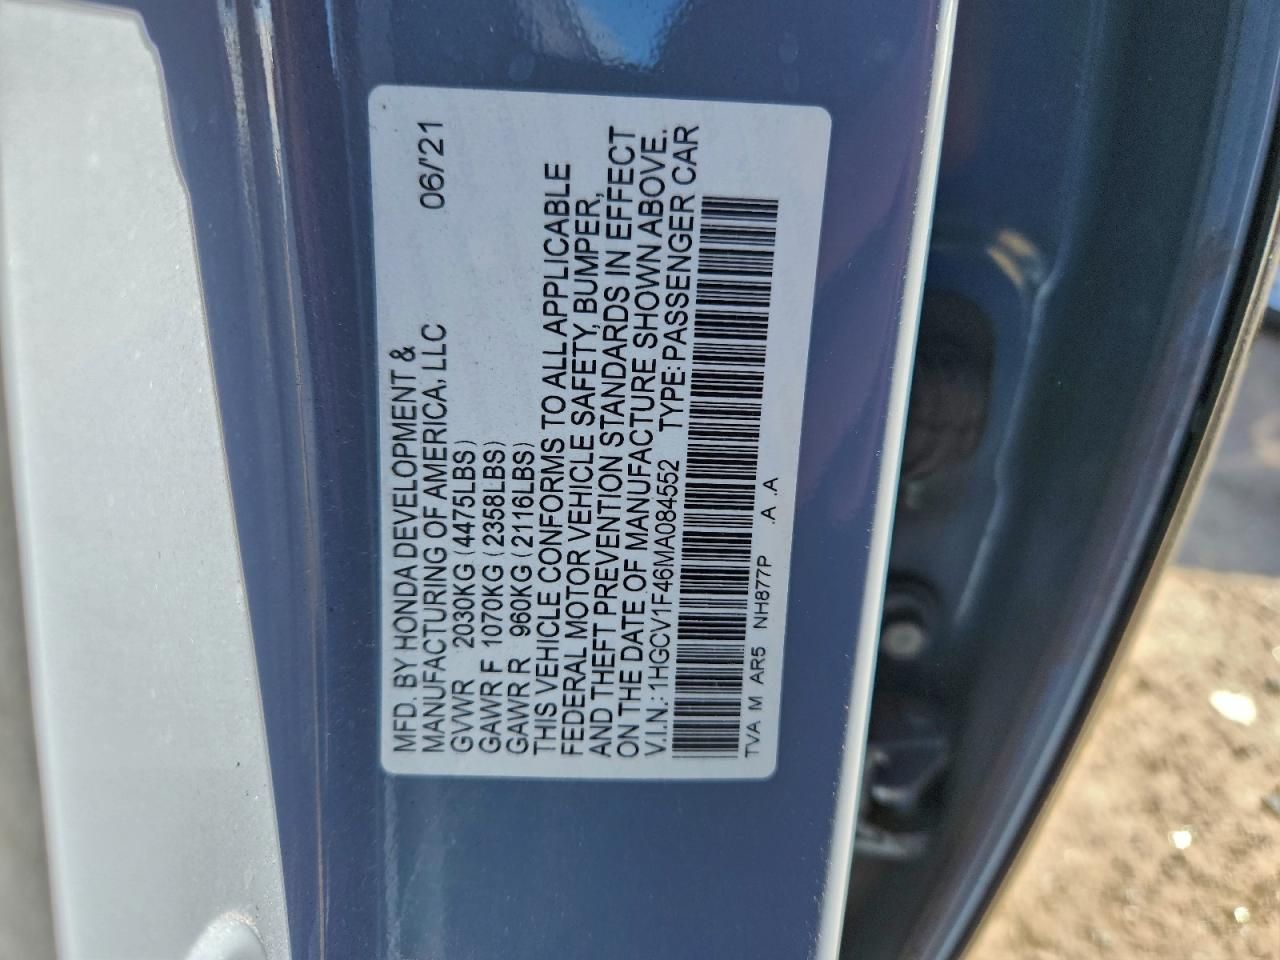 MFD. BY HONDA DEVELOPMENT &
MANUFACTURING OF AMERICA, LLC 06/'21
GVWR 2030KG (4475LBS)
GAWR F 1070KG (2358LBS)
GAWR R 960KG (2116LBS)
THIS VEHICLE CONFORMS TO ALL APPLICABLE
FEDERAL MOTOR VEHICLE SAFETY, BUMPER,
AND THEFT PREVENTION STANDARDS IN EFFECT
ON THE DATE OF MANUFACTURE SHOWN ABOVE.
V.I.N.: 1HGCV1F46MA084552 TYPE: PASSENGER CAR
TVA M AR5 NH877P .A .A